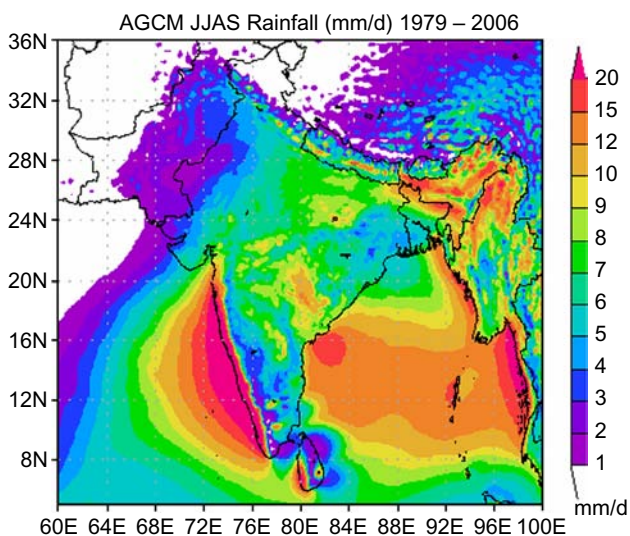 AGCM JJAS Rainfall (mm/d) 1979 – 2006
36N
32N
28N
24N
20N
16N
12N
8N
60E 64E 68E 72E 76E 80E 84E 88E 92E 96E 100E
20
15
12
10
9
8
7
6
5
4
3
2
1
mm/d